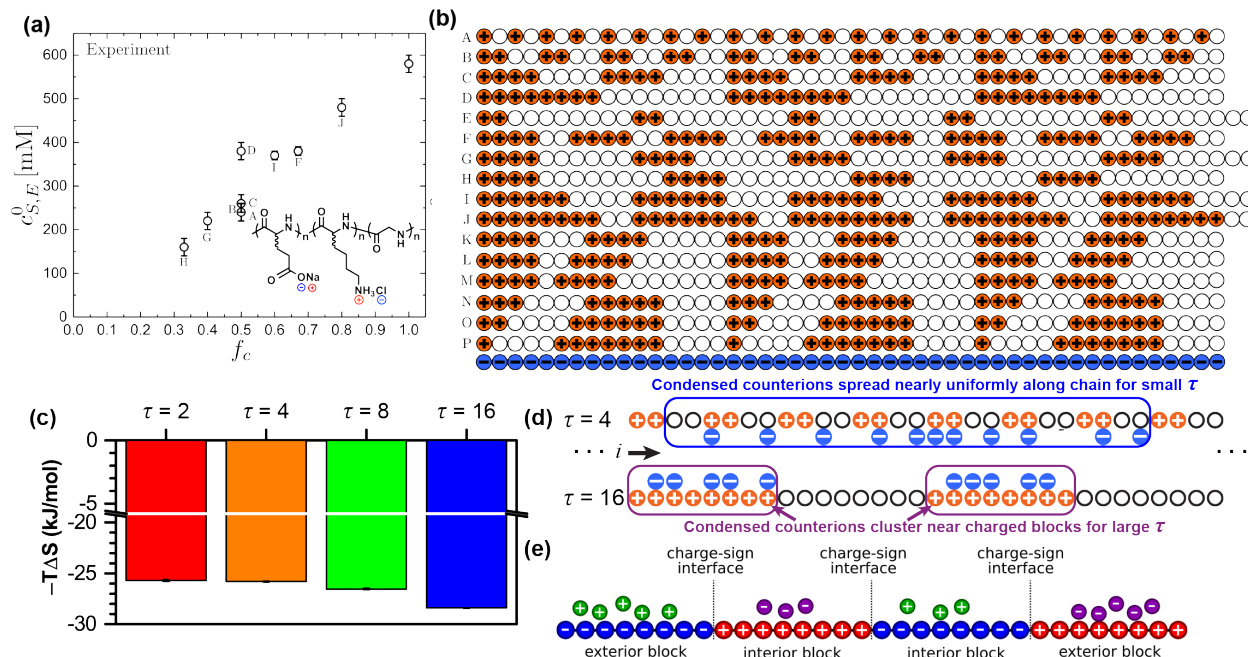 (a)
Experiment
600
500
400
300
200
100
0
c⁰S,E [mM]
0.0 0.1 0.2 0.3 0.4 0.5 0.6 0.7 0.8 0.9 1.0
fc
H
G
B
A
C
D
I
F
J
O
H
N
n
O
H
N
n
O
N
H
n
O
ONa
NH3Cl
(b)
A
B
C
D
E
F
G
H
I
J
K
L
M
N
O
P
(c)
τ = 2 τ = 4 τ = 8 τ = 16
0
-5
-20
-25
-30
−TΔS (kJ/mol)
Condensed counterions spread nearly uniformly along chain for small τ
(d)
τ = 4
· · · i · · ·
τ = 16
Condensed counterions cluster near charged blocks for large τ
(e)
charge-sign interface
charge-sign interface
charge-sign interface
exterior block interior block interior block exterior block